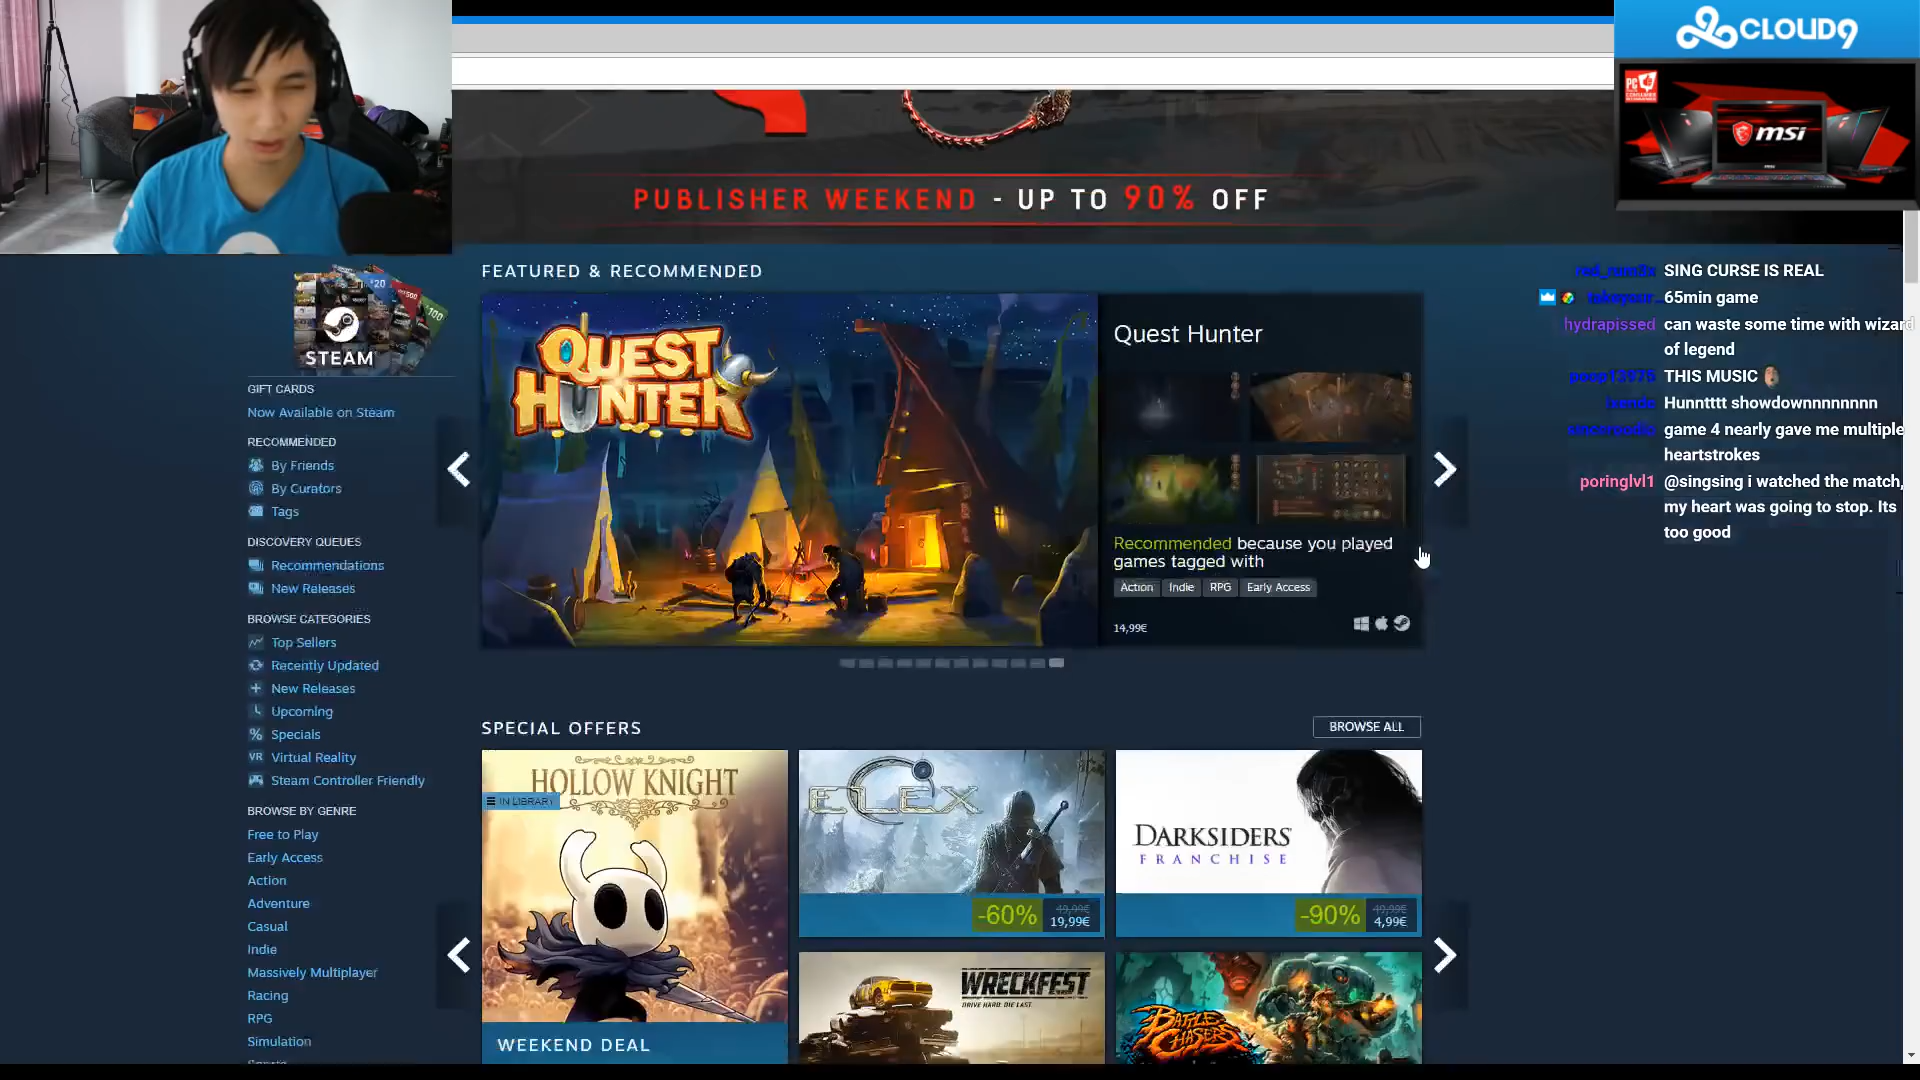 CLOUD9
msi
PUBLISHER WEEKEND - UP TO 90% OFF
STEAM
GIFT CARDS
Now Available on Steam
RECOMMENDED
By Friends
By Curators
Tags
DISCOVERY QUEUES
Recommendations
New Releases
BROWSE CATEGORIES
Top Sellers
Recently Updated
New Releases
Upcoming
% Specials
VR Virtual Reality
Steam Controller Friendly
BROWSE BY GENRE
Free to Play
Early Access
Action
Adventure
Casual
Indie
Massively Multiplayer
Racing
RPG
Simulation
FEATURED & RECOMMENDED
QUEST
HUNTER
Quest Hunter
Recommended because you played
games tagged with
Action Indie RPG Early Access
14,99€
SPECIAL OFFERS
BROWSE ALL
HOLLOW KNIGHT
IN LIBRARY
WEEKEND DEAL
ELEX
-60% 49,99€
19,99€
DARKSIDERS
FRANCHISE
-90% 49,98€
4,99€
WRECKFEST
DRIVE HARD. DIE LAST.
BATTLE
CHASERS
SING CURSE IS REAL
65min game
hydrapissed can waste some time with wizard
of legend
THIS MUSIC
Hunntttt showdownnnnnnn
game 4 nearly gave me multiple
heartstrokes
poringlvl1 @singsing i watched the match,
my heart was going to stop. Its
too good